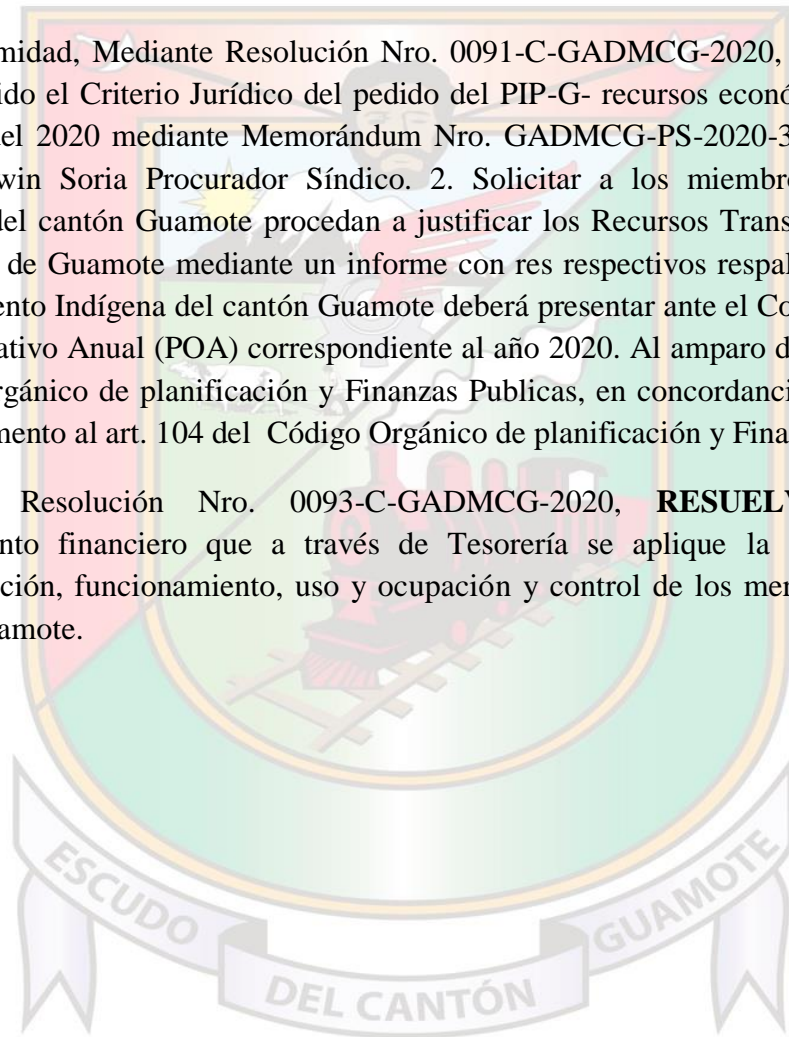 midad, Mediante Resolución Nro. 0091-C-GADMCG-2020,
ido el Criterio Jurídico del pedido del PIP-G- recursos econó
del 2020 mediante Memorándum Nro. GADMCG-PS-2020-3
win Soria Procurador Síndico. 2. Solicitar a los miembro
del cantón Guamote procedan a justificar los Recursos Trans
de Guamote mediante un informe con res respectivos respal
ento Indígena del cantón Guamote deberá presentar ante el Co
ativo Anual (POA) correspondiente al año 2020. Al amparo d
rgánico de planificación y Finanzas Publicas, en concordanci
mento al art. 104 del Código Orgánico de planificación y Fina
Resolución Nro. 0093-C-GADMCG-2020, RESUELV
nto financiero que a través de Tesorería se aplique la
ción, funcionamiento, uso y ocupación y control de los mer
uamote.
ESCUDO DEL CANTÓN GUAMOTE